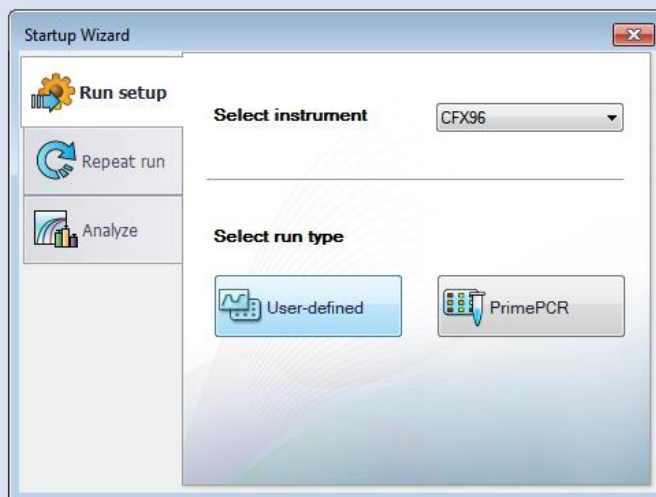 Startup Wizard
Run setup
Repeat run
Analyze
Select instrument
CFX96
Select run type
User-defined
PrimePCR